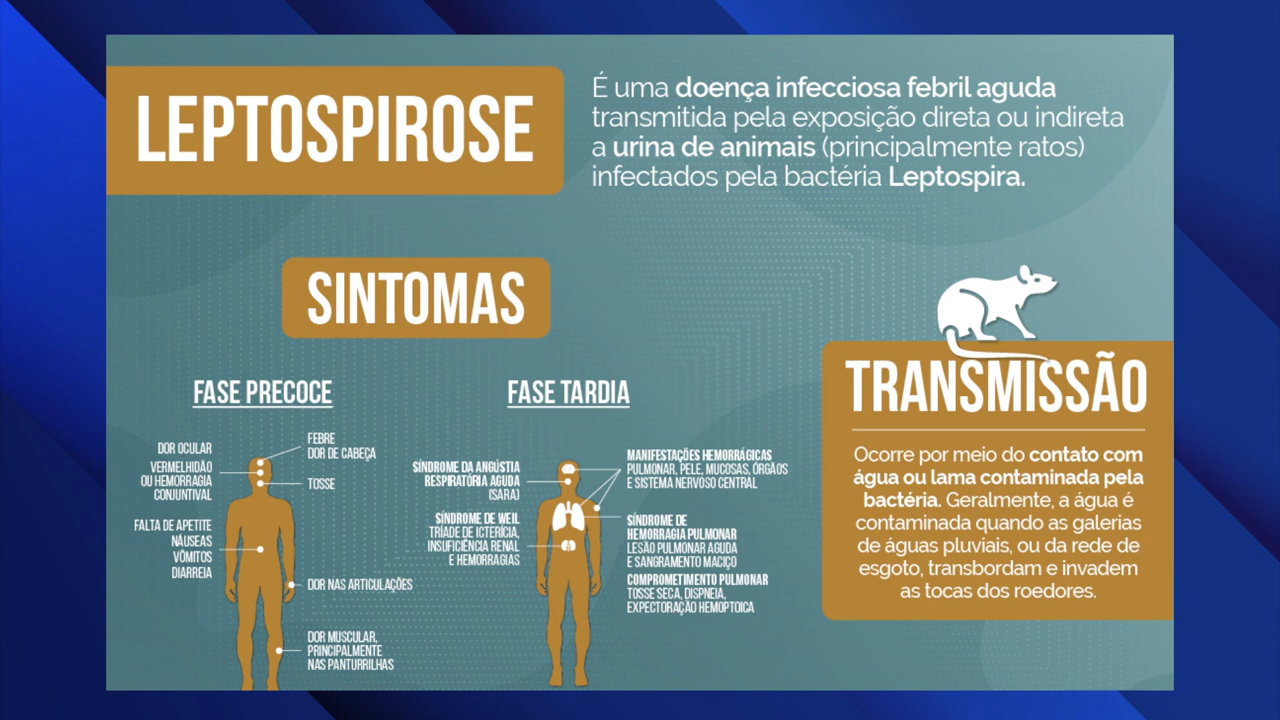 LEPTOSPIROSE
É uma doença infecciosa febril aguda
transmitida pela exposição direta ou indireta
a urina de animais (principalmente ratos)
infectados pela bactéria Leptospira.
SINTOMAS
FASE PRECOCE
DOR OCULAR
VERMELHIDÃO
OU HEMORRAGIA
CONJUNTIVAL
FALTA DE APETITE
NÁUSEAS
VÔMITOS
DIARREIA
FEBRE
DOR DE CABEÇA
TOSSE
DOR NAS ARTICULAÇÕES
DOR MUSCULAR,
PRINCIPALMENTE
NAS PANTURRILHAS
FASE TARDIA
SÍNDROME DA ANGÚSTIA
RESPIRATÓRIA AGUDA
(SARA)
SÍNDROME DE WEIL
TRÍADE DE ICTERÍCIA,
INSUFICIÊNCIA RENAL
E HEMORRAGIAS
MANIFESTAÇÕES HEMORRÁGICAS
PULMONAR, PELE, MUCOSAS, ÓRGÃOS
E SISTEMA NERVOSO CENTRAL
SÍNDROME DE
HEMORRAGIA PULMONAR
LESÃO PULMONAR AGUDA
E SANGRAMENTO MACIÇO
COMPROMETIMENTO PULMONAR
TOSSE SECA, DISPNEIA,
EXPECTORAÇÃO HEMOPTOICA
TRANSMISSÃO
Ocorre por meio do contato com
água ou lama contaminada pela
bactéria. Geralmente, a água é
contaminada quando as galerias
de águas pluviais, ou da rede de
esgoto, transbordam e invadem
as tocas dos roedores.